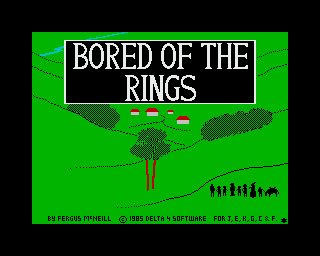 BORED OF THE
RINGS
BY FERGUS McNEILL © 1985 DELTA 4 SOFTWARE FOR J, E, K, G, C & P. *